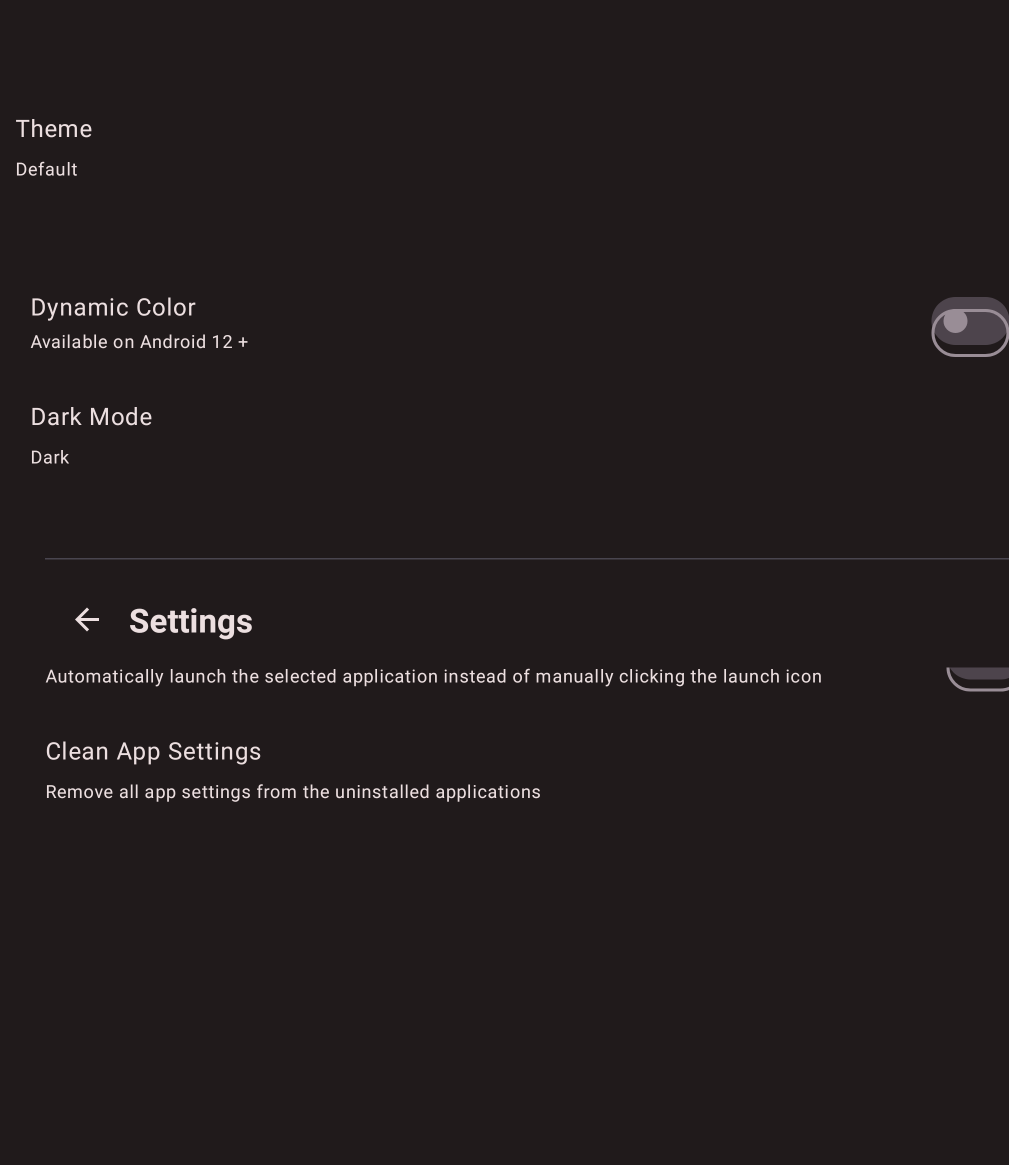 Theme
Default
Dynamic Color
Available on Android 12 +
Dark Mode
Dark
Settings
Automatically launch the selected application instead of manually clicking the launch icon
Clean App Settings
Remove all app settings from the uninstalled applications